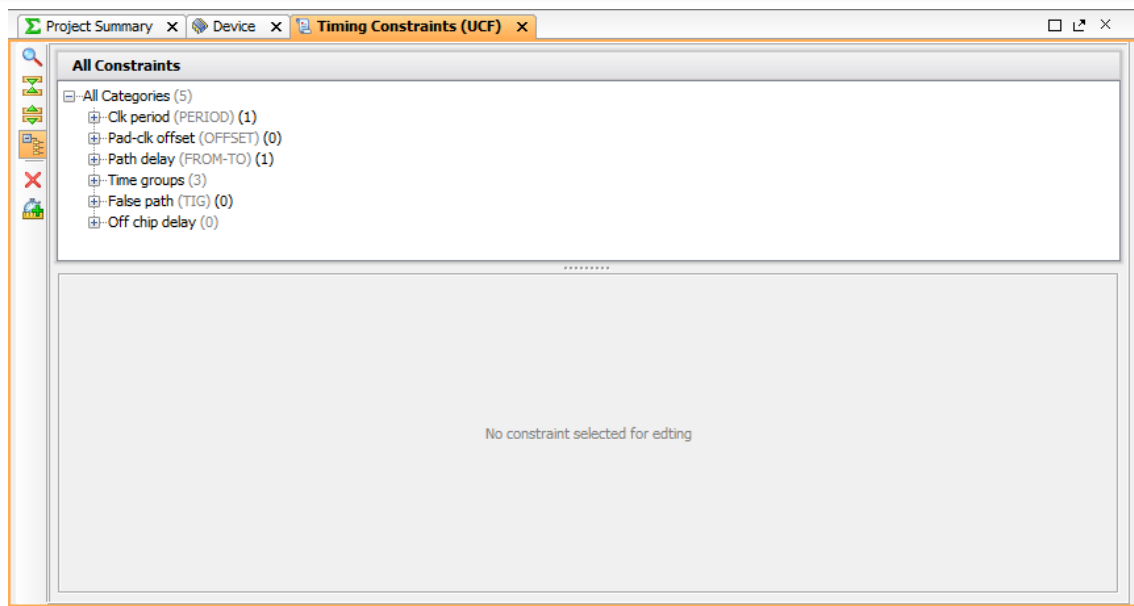 Project Summary Device Timing Constraints (UCF)
All Constraints
All Categories (5)
Clk period (PERIOD) (1)
Pad-clk offset (OFFSET) (0)
Path delay (FROM-TO) (1)
Time groups (3)
False path (TIG) (0)
Off chip delay (0)
No constraint selected for edting